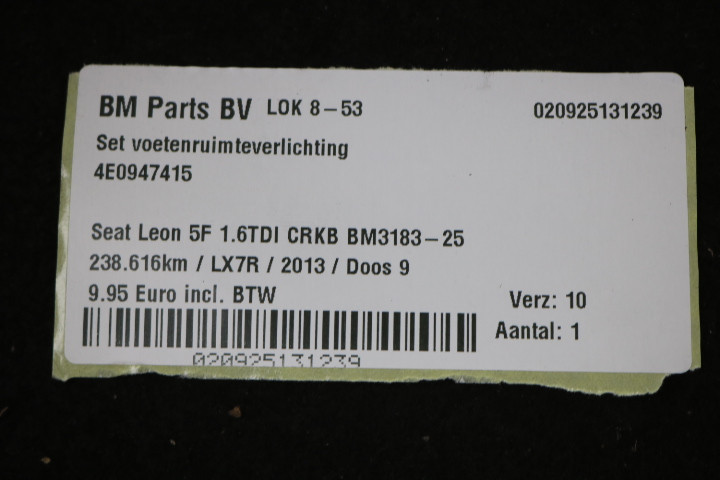 BM Parts BV LOK 8-53 020925131239
Set voetenruimteverlichting
4E0947415
Seat Leon 5F 1.6TDI CRKB BM3183-25
238.616km / LX7R / 2013 / Doos 9
9.95 Euro incl. BTW Verz: 10
Aantal: 1
020925131239